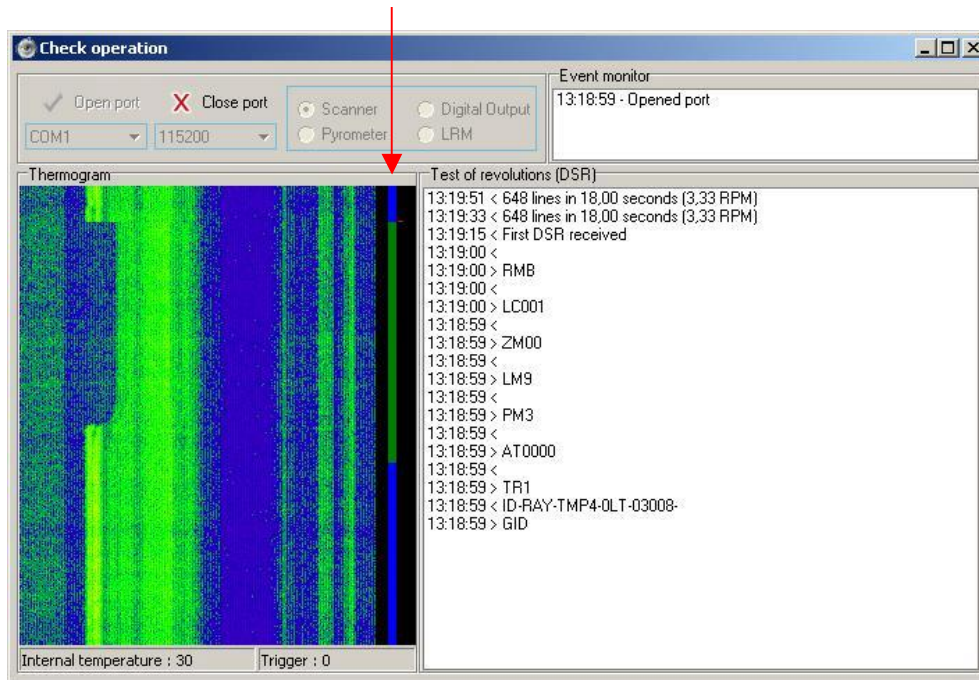 Check operation
Open port
Close port
COM1
115200
Scanner
Digital Output
Pyrometer
LRM
Event monitor
13:18:59 - Opened port
Thermogram
Internal temperature : 30
Trigger : 0
Test of revolutions (DSR)
13:19:51 < 648 lines in 18,00 seconds (3,33 RPM)
13:19:33 < 648 lines in 18,00 seconds (3,33 RPM)
13:19:15 < First DSR received
13:19:00 <
13:19:00 > RMB
13:19:00 <
13:19:00 > LC001
13:18:59 <
13:18:59 > ZM00
13:18:59 <
13:18:59 > LM9
13:18:59 <
13:18:59 > PM3
13:18:59 <
13:18:59 > AT0000
13:18:59 <
13:18:59 > TR1
13:18:59 < ID-RAY-TMP4-0LT-03008-
13:18:59 > GID